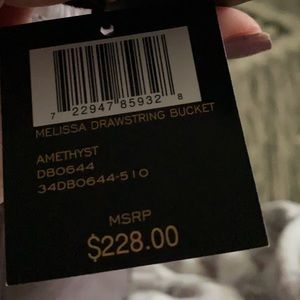 7 22947 85932 8
MELISSA DRAWSTRING BUCKET
AMETHYST
DB0644
34DB0644-510
MSRP
$228.00